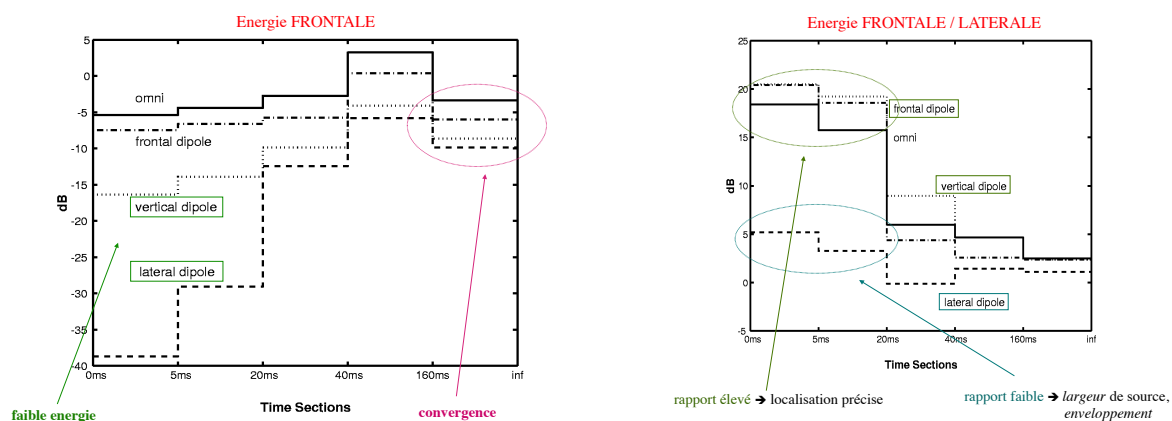 Energie FRONTALE
5
0
-5
-10
-15
-20
-25
-30
-35
-40
dB
omni
frontal dipole
vertical dipole
lateral dipole
0ms 5ms 20ms 40ms 160ms inf
Time Sections
faible energie
convergence
Energie FRONTALE / LATERALE
25
20
15
10
5
0
-5
dB
frontal dipole
omni
vertical dipole
lateral dipole
0ms 5ms 20ms 40ms 160ms inf
Time Sections
rapport élevé ➔ localisation précise
rapport faible ➔ largeur de source,
enveloppement